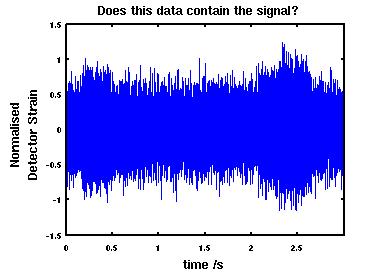 Does this data contain the signal?
1.5
1
0.5
0
-0.5
-1
-1.5
Normalised
Detector Strain
0 0.5 1 1.5 2 2.5
time /s